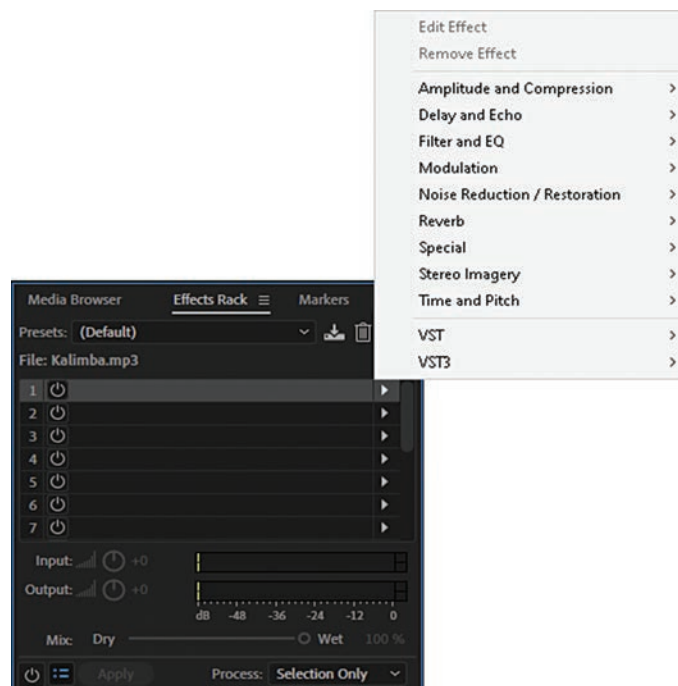 Edit Effect
Remove Effect
Amplitude and Compression
Delay and Echo
Filter and EQ
Modulation
Noise Reduction / Restoration
Reverb
Special
Stereo Imagery
Time and Pitch
VST
VST3
Media Browser Effects Rack Markers
Presets: (Default)
File: Kalimba.mp3
1
2
3
4
5
6
7
Input: +0
Output: +0
dB -48 -36 -24 -12 0
Mix: Dry Wet 100 %
Apply Process: Selection Only